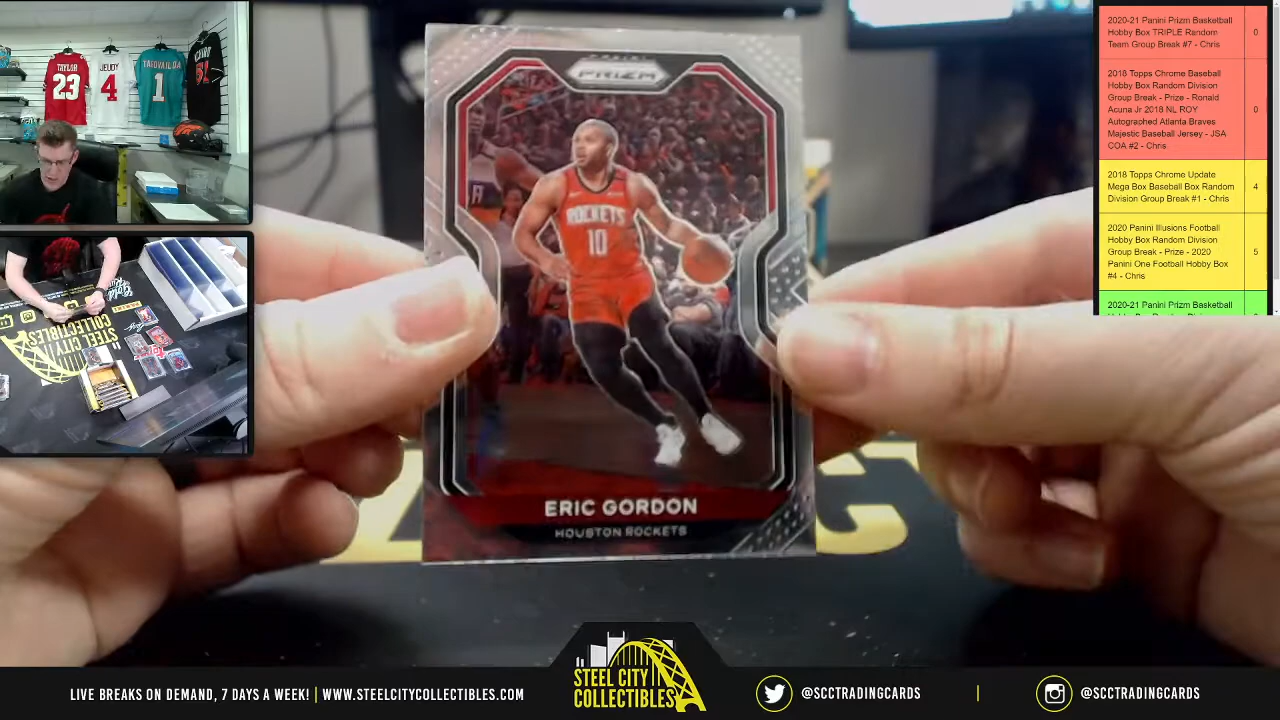 TAYLOR
23
JEUDY
4
TAGOVAILOA
1
STEEL CITY
COLLECTIBLES
PANINI
PRIZM
ROCKETS
10
ERIC GORDON
HOUSTON ROCKETS
2020-21 Panini Prizm Basketball
Hobby Box TRIPLE Random
Team Group Break #7 - Chris
0
2018 Topps Chrome Baseball
Hobby Box Random Division
Group Break - Prize - Ronald
Acuna Jr 2018 NL ROY
Autographed Atlanta Braves
Majestic Baseball Jersey - JSA
COA #2 - Chris
0
2018 Topps Chrome Update
Mega Box Baseball Box Random
Division Group Break #1 - Chris
4
2020 Panini Illusions Football
Hobby Box Random Division
Group Break - Prize - 2020
Panini One Football Hobby Box
#4 - Chris
5
2020-21 Panini Prizm Basketball
LIVE BREAKS ON DEMAND, 7 DAYS A WEEK! | WWW.STEELCITYCOLLECTIBLES.COM
STEEL CITY
COLLECTIBLES
@SCCTRADINGCARDS
|
@SCCTRADINGCARDS